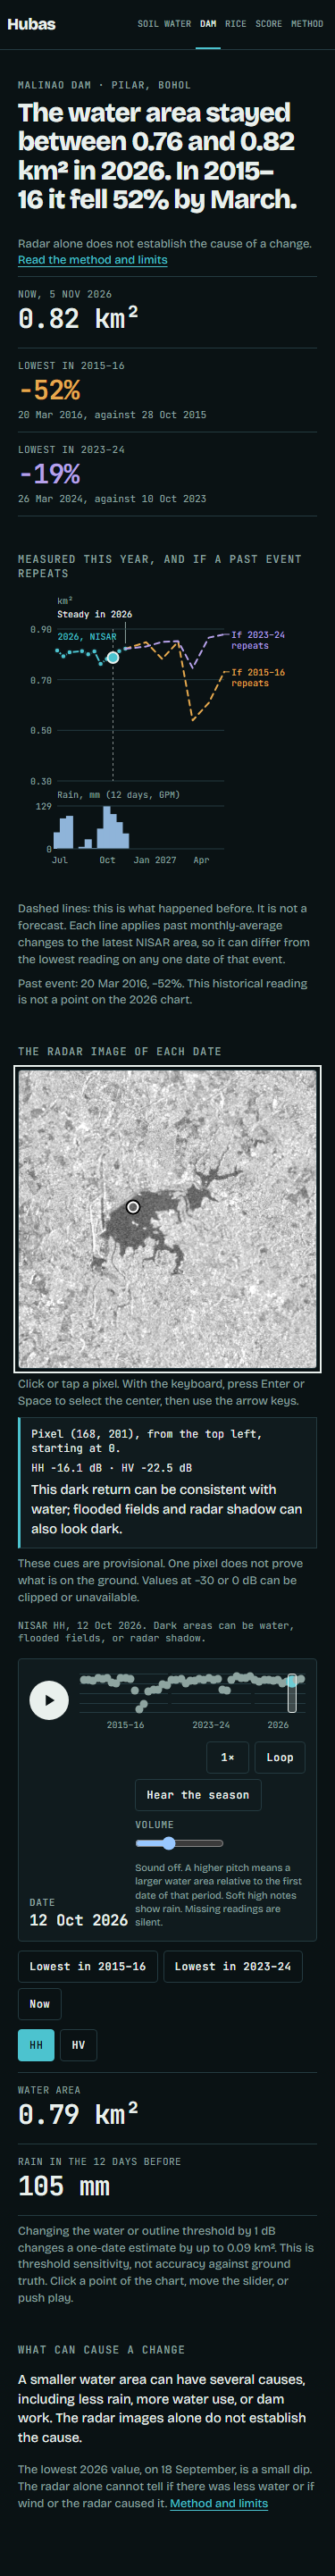 Hubas
SOIL WATER DAM RICE SCORE METHOD
MALINAO DAM · PILAR, BOHOL
The water area stayed
between 0.76 and 0.82
km² in 2026. In 2015–
16 it fell 52% by March.
Radar alone does not establish the cause of a change.
Read the method and limits
NOW, 5 NOV 2026
0.82 km²
LOWEST IN 2015–16
-52%
20 Mar 2016, against 28 Oct 2015
LOWEST IN 2023–24
-19%
26 Mar 2024, against 10 Oct 2023
MEASURED THIS YEAR, AND IF A PAST EVENT
REPEATS
km²
Steady in 2026
0.90
2026, NISAR
If 2023–24
repeats
0.70
If 2015–16
repeats
0.50
0.30
Rain, mm (12 days, GPM)
129
0
Jul Oct Jan 2027 Apr
Dashed lines: this is what happened before. It is not a
forecast. Each line applies past monthly-average
changes to the latest NISAR area, so it can differ from
the lowest reading on any one date of that event.
Past event: 20 Mar 2016, −52%. This historical reading
is not a point on the 2026 chart.
THE RADAR IMAGE OF EACH DATE
Click or tap a pixel. With the keyboard, press Enter or
Space to select the center, then use the arrow keys.
Pixel (168, 201), from the top left,
starting at 0.
HH -16.1 dB · HV -22.5 dB
This dark return can be consistent with
water; flooded fields and radar shadow can
also look dark.
These cues are provisional. One pixel does not prove
what is on the ground. Values at −30 or 0 dB can be
clipped or unavailable.
NISAR HH, 12 Oct 2026. Dark areas can be water,
flooded fields, or radar shadow.
2015–16 2023–24 2026
1× Loop
Hear the season
VOLUME
Sound off. A higher pitch means a
larger water area relative to the first
date of that period. Soft high notes
show rain. Missing readings are
silent.
DATE
12 Oct 2026
Lowest in 2015–16 Lowest in 2023–24
Now
HH HV
WATER AREA
0.79 km²
RAIN IN THE 12 DAYS BEFORE
105 mm
Changing the water or outline threshold by 1 dB
changes a one-date estimate by up to 0.09 km². This is
threshold sensitivity, not accuracy against ground
truth. Click a point of the chart, move the slider, or
push play.
WHAT CAN CAUSE A CHANGE
A smaller water area can have several causes,
including less rain, more water use, or dam
work. The radar images alone do not establish
the cause.
The lowest 2026 value, on 18 September, is a small dip.
The radar alone cannot tell if there was less water or if
wind or the radar caused it. Method and limits